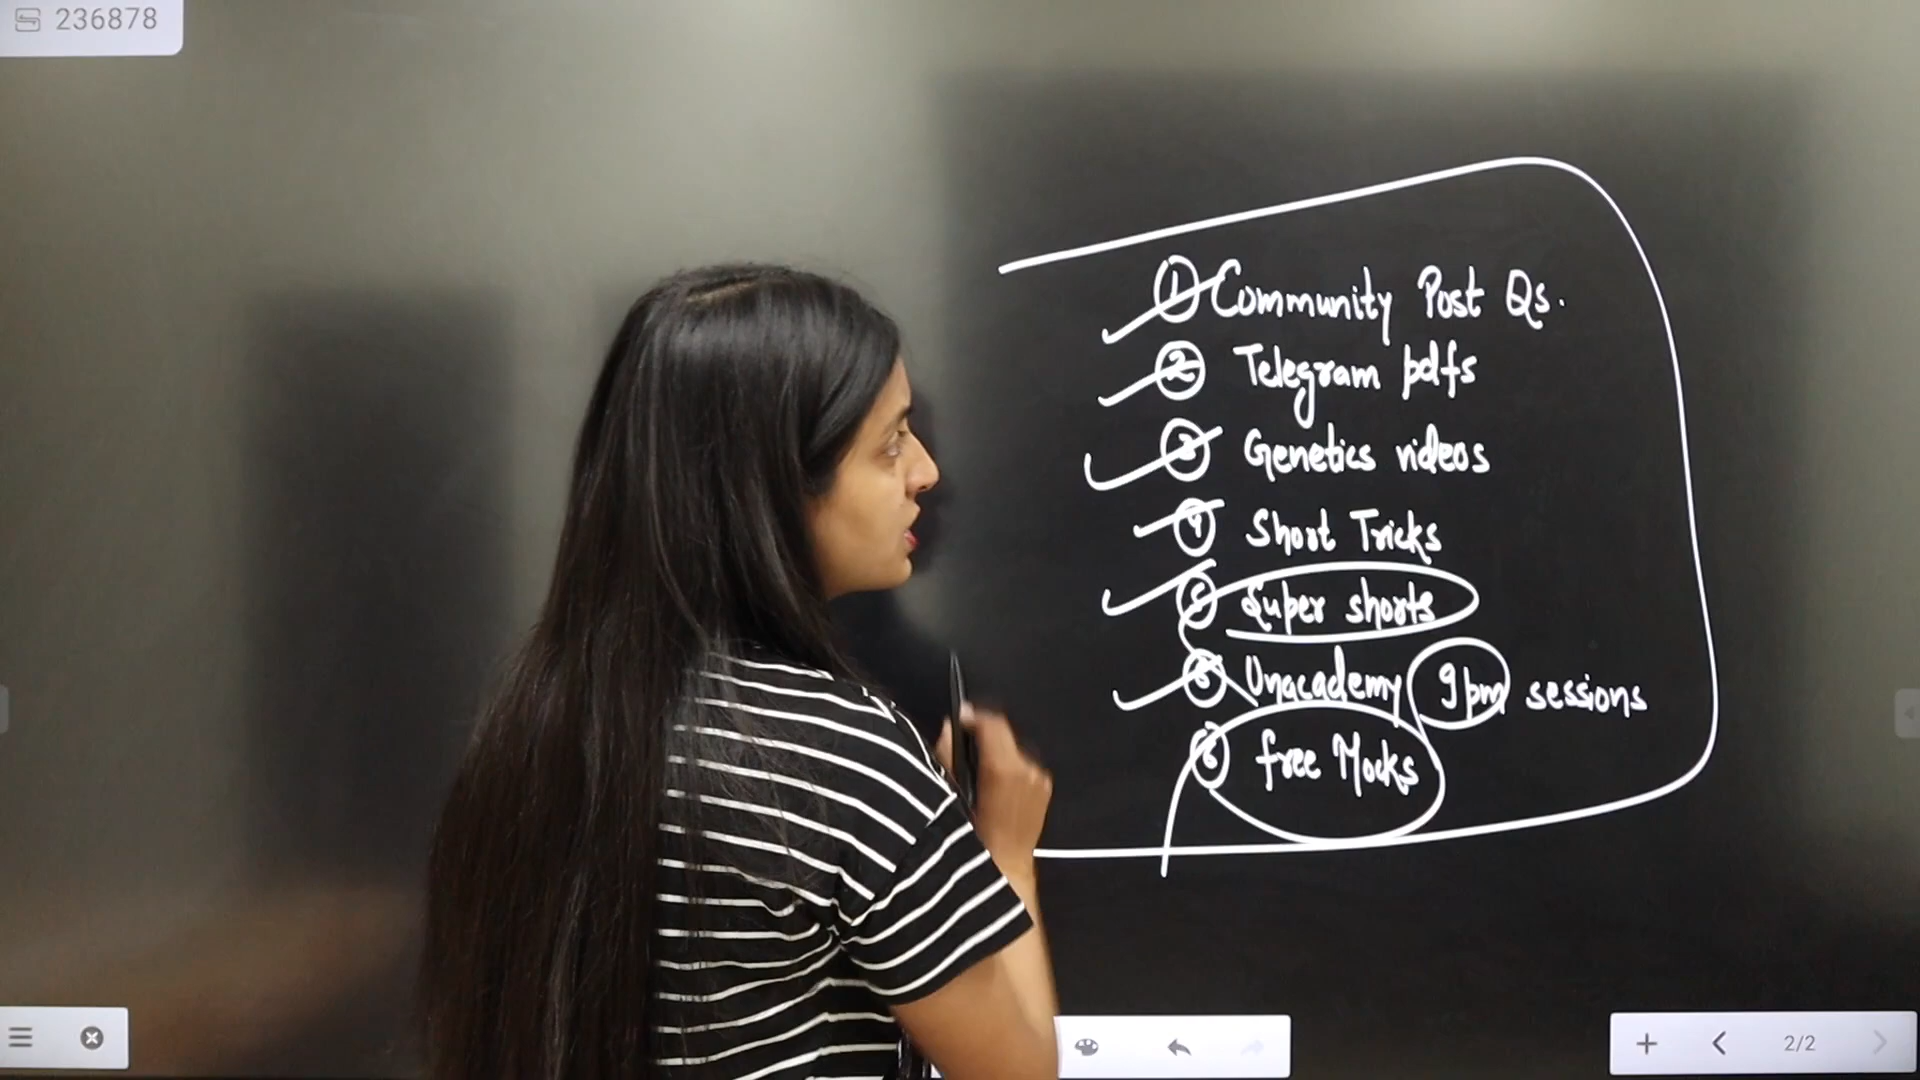 236878
① Community Post Qs.
② Telegram pdfs
③ Genetics videos
④ Short Tricks
⑤ Super shorts
⑥ Unacademy 9pm sessions
⑥ free Mocks
2/2